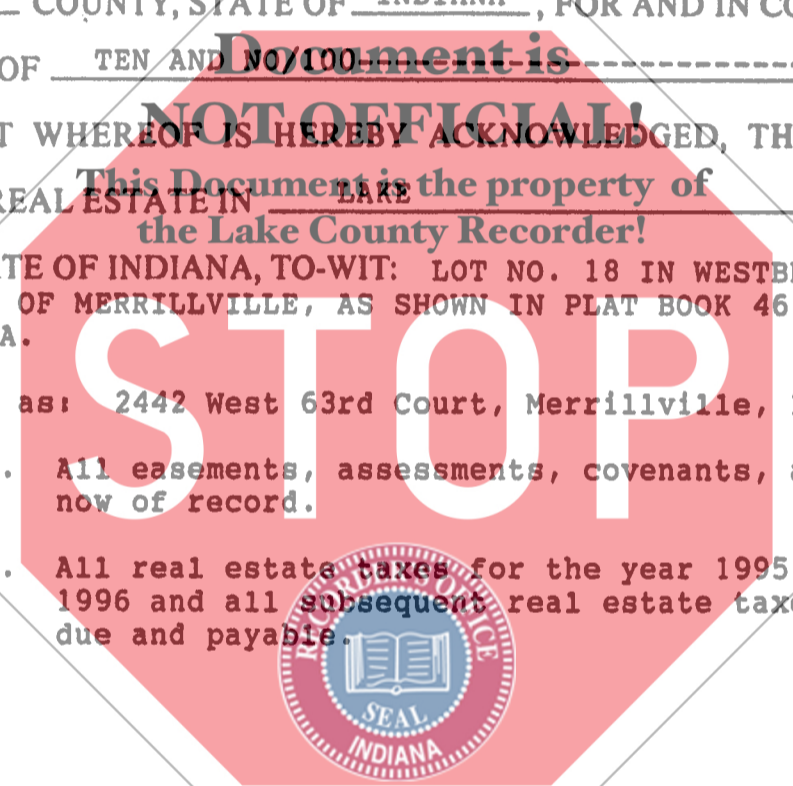 COUNTY, STATE OF INDIANA, FOR AND IN CO
Document is
OF TEN AND NO/100
NOT OFFICIAL!
T WHEREOF IS HEREBY ACKNOWLEDGED, TH
This Document is the property of
REAL ESTATE IN LAKE
the Lake County Recorder!
TE OF INDIANA, TO-WIT: LOT NO. 18 IN WESTB
OF MERRILLVILLE, AS SHOWN IN PLAT BOOK 46
A.
STOP
as: 2442 West 63rd Court, Merrillville,
. All easements, assessments, covenants, a
now of record.
. All real estate taxes for the year 1995
1996 and all subsequent real estate taxe
due and payable.
RECORDER'S OFFICE
SEAL
INDIANA